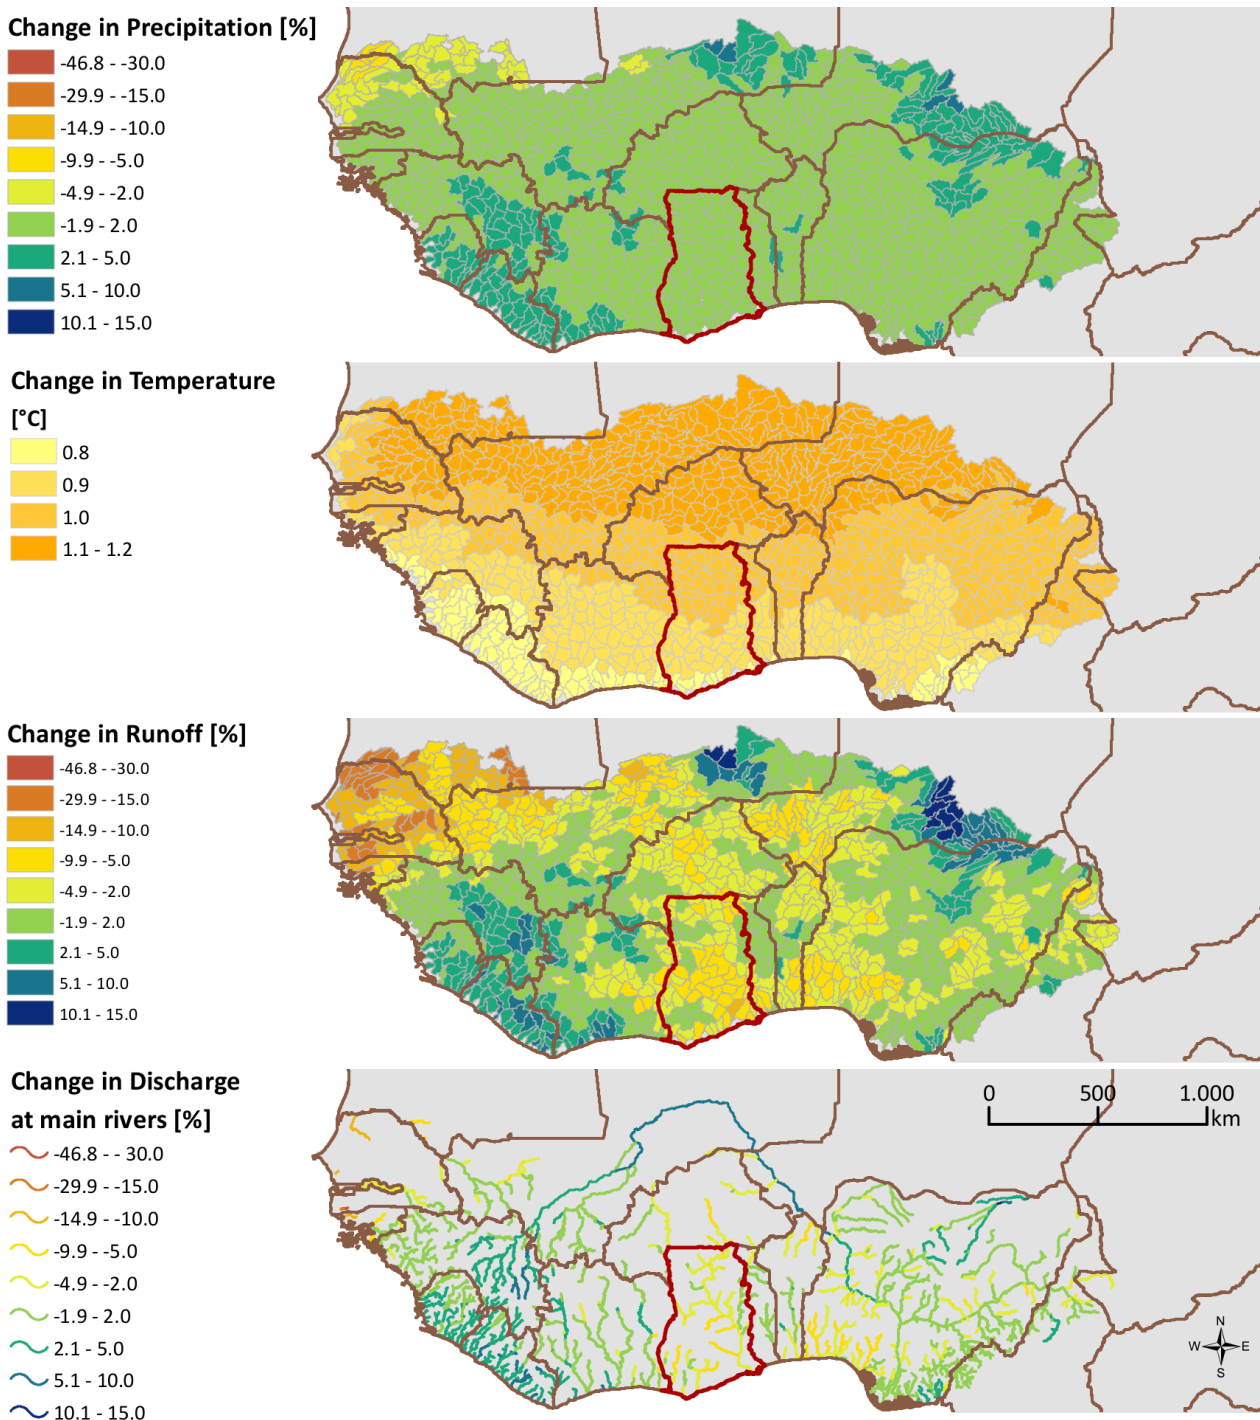 Change in Precipitation [%]
-46.8 - -30.0
-29.9 - -15.0
-14.9 - -10.0
-9.9 - -5.0
-4.9 - -2.0
-1.9 - 2.0
2.1 - 5.0
5.1 - 10.0
10.1 - 15.0
Change in Temperature
[°C]
0.8
0.9
1.0
1.1 - 1.2
Change in Runoff [%]
-46.8 - -30.0
-29.9 - -15.0
-14.9 - -10.0
-9.9 - -5.0
-4.9 - -2.0
-1.9 - 2.0
2.1 - 5.0
5.1 - 10.0
10.1 - 15.0
Change in Discharge
at main rivers [%]
-46.8 - - 30.0
-29.9 - -15.0
-14.9 - -10.0
-9.9 - -5.0
-4.9 - -2.0
-1.9 - 2.0
2.1 - 5.0
5.1 - 10.0
10.1 - 15.0
0 500 1.000
km
N
W E
S